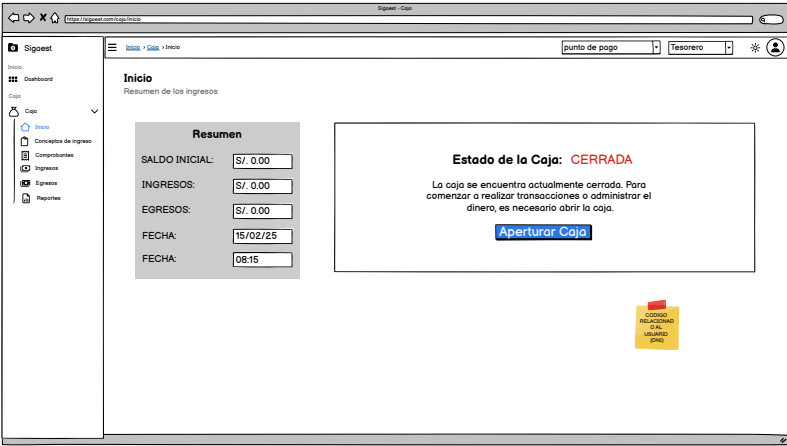 Sigaest - Caja
https://sigaest.com/caja/inicio
Sigaest
Inicio > Caja > Inicio
punto de pago
Tesorero
Inicio
Dashboard
Caja
Caja
Inicio
Conceptos de ingreso
Comprobantes
Ingresos
Egresos
Reportes
Inicio
Resumen de los ingresos
Resumen
SALDO INICIAL: S/. 0.00
INGRESOS: S/. 0.00
EGRESOS: S/. 0.00
FECHA: 15/02/25
FECHA: 08:15
Estado de la Caja: CERRADA
La caja se encuentra actualmente cerrada. Para
comenzar a realizar transacciones o administrar el
dinero, es necesario abrir la caja.
Aperturar Caja
CODIGO
RELACIONAD
O AL
USUARIO
(DNI)